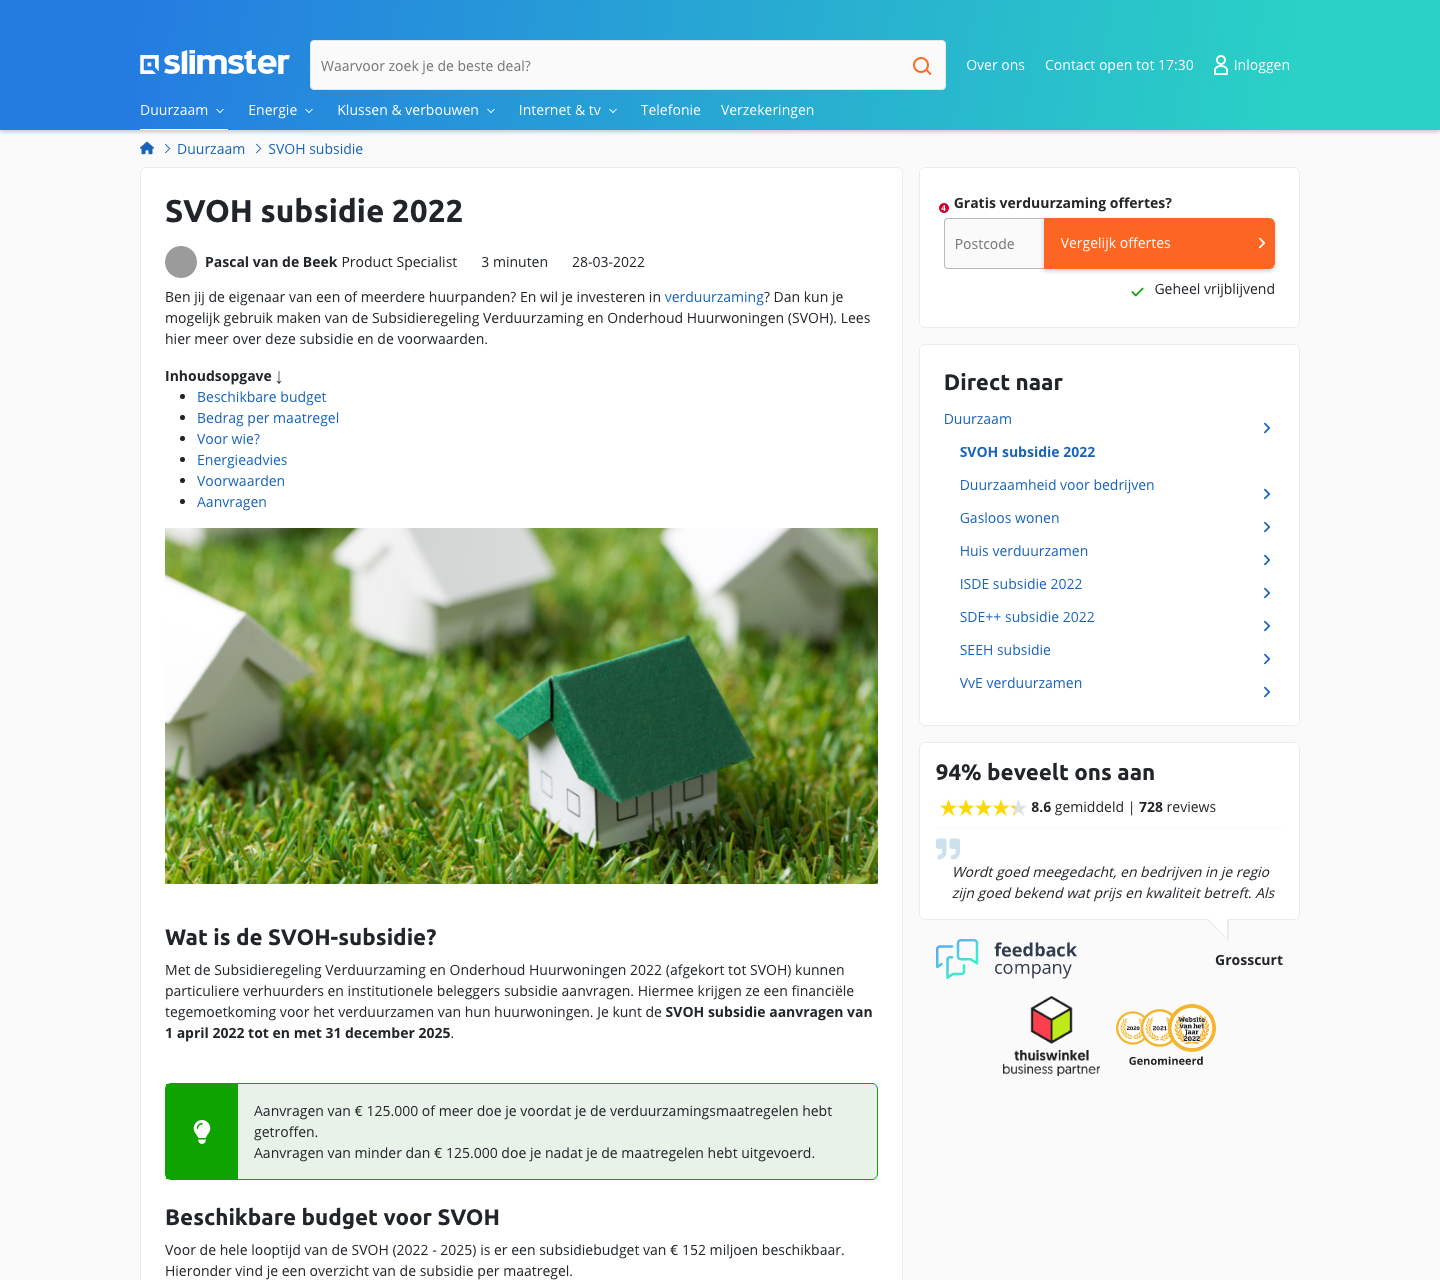 slimster
Waarvoor zoek je de beste deal?
Over ons
Contact open tot 17:30
Inloggen
Duurzaam
Energie
Klussen & verbouwen
Internet & tv
Telefonie
Verzekeringen
Duurzaam
SVOH subsidie
SVOH subsidie 2022
Pascal van de Beek Product Specialist
3 minuten
28-03-2022
Ben jij de eigenaar van een of meerdere huurpanden? En wil je investeren in verduurzaming? Dan kun je
mogelijk gebruik maken van de Subsidieregeling Verduurzaming en Onderhoud Huurwoningen (SVOH). Lees
hier meer over deze subsidie en de voorwaarden.
Inhoudsopgave ↓
Beschikbare budget
Bedrag per maatregel
Voor wie?
Energieadvies
Voorwaarden
Aanvragen
Wat is de SVOH-subsidie?
Met de Subsidieregeling Verduurzaming en Onderhoud Huurwoningen 2022 (afgekort tot SVOH) kunnen
particuliere verhuurders en institutionele beleggers subsidie aanvragen. Hiermee krijgen ze een financiële
tegemoetkoming voor het verduurzamen van hun huurwoningen. Je kunt de SVOH subsidie aanvragen van
1 april 2022 tot en met 31 december 2025.
Aanvragen van € 125.000 of meer doe je voordat je de verduurzamingsmaatregelen hebt
getroffen.
Aanvragen van minder dan € 125.000 doe je nadat je de maatregelen hebt uitgevoerd.
Beschikbare budget voor SVOH
Voor de hele looptijd van de SVOH (2022 - 2025) is er een subsidiebudget van € 152 miljoen beschikbaar.
Hieronder vind je een overzicht van de subsidie per maatregel.
4 Gratis verduurzaming offertes?
Postcode
Vergelijk offertes
Geheel vrijblijvend
Direct naar
Duurzaam
SVOH subsidie 2022
Duurzaamheid voor bedrijven
Gasloos wonen
Huis verduurzamen
ISDE subsidie 2022
SDE++ subsidie 2022
SEEH subsidie
VvE verduurzamen
94% beveelt ons aan
8.6 gemiddeld | 728 reviews
Wordt goed meegedacht, en bedrijven in je regio
zijn goed bekend wat prijs en kwaliteit betreft. Als
feedback
company
Grosscurt
thuiswinkel
business partner
2020
2021
Website
van het
Jaar
2022
Genomineerd